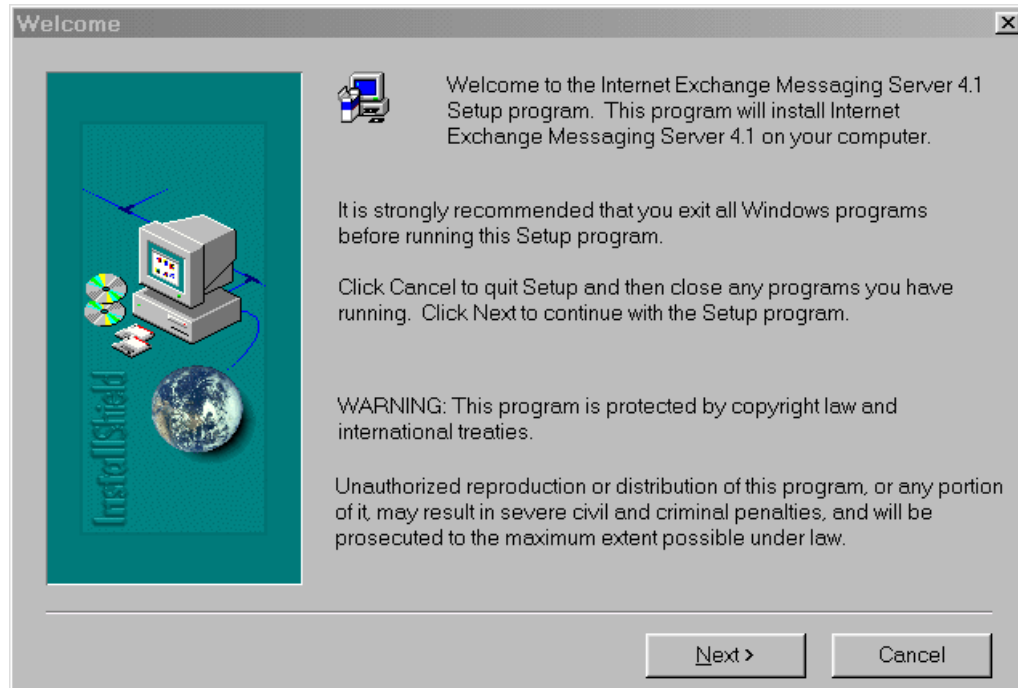 Welcome
Welcome to the Internet Exchange Messaging Server 4.1
Setup program.  This program will install Internet
Exchange Messaging Server 4.1 on your computer.
It is strongly recommended that you exit all Windows programs
before running this Setup program.
Click Cancel to quit Setup and then close any programs you have
running.  Click Next to continue with the Setup program.
WARNING: This program is protected by copyright law and
international treaties.
Unauthorized reproduction or distribution of this program, or any portion
of it, may result in severe civil and criminal penalties, and will be
prosecuted to the maximum extent possible under law.
InstallShield
Next >
Cancel